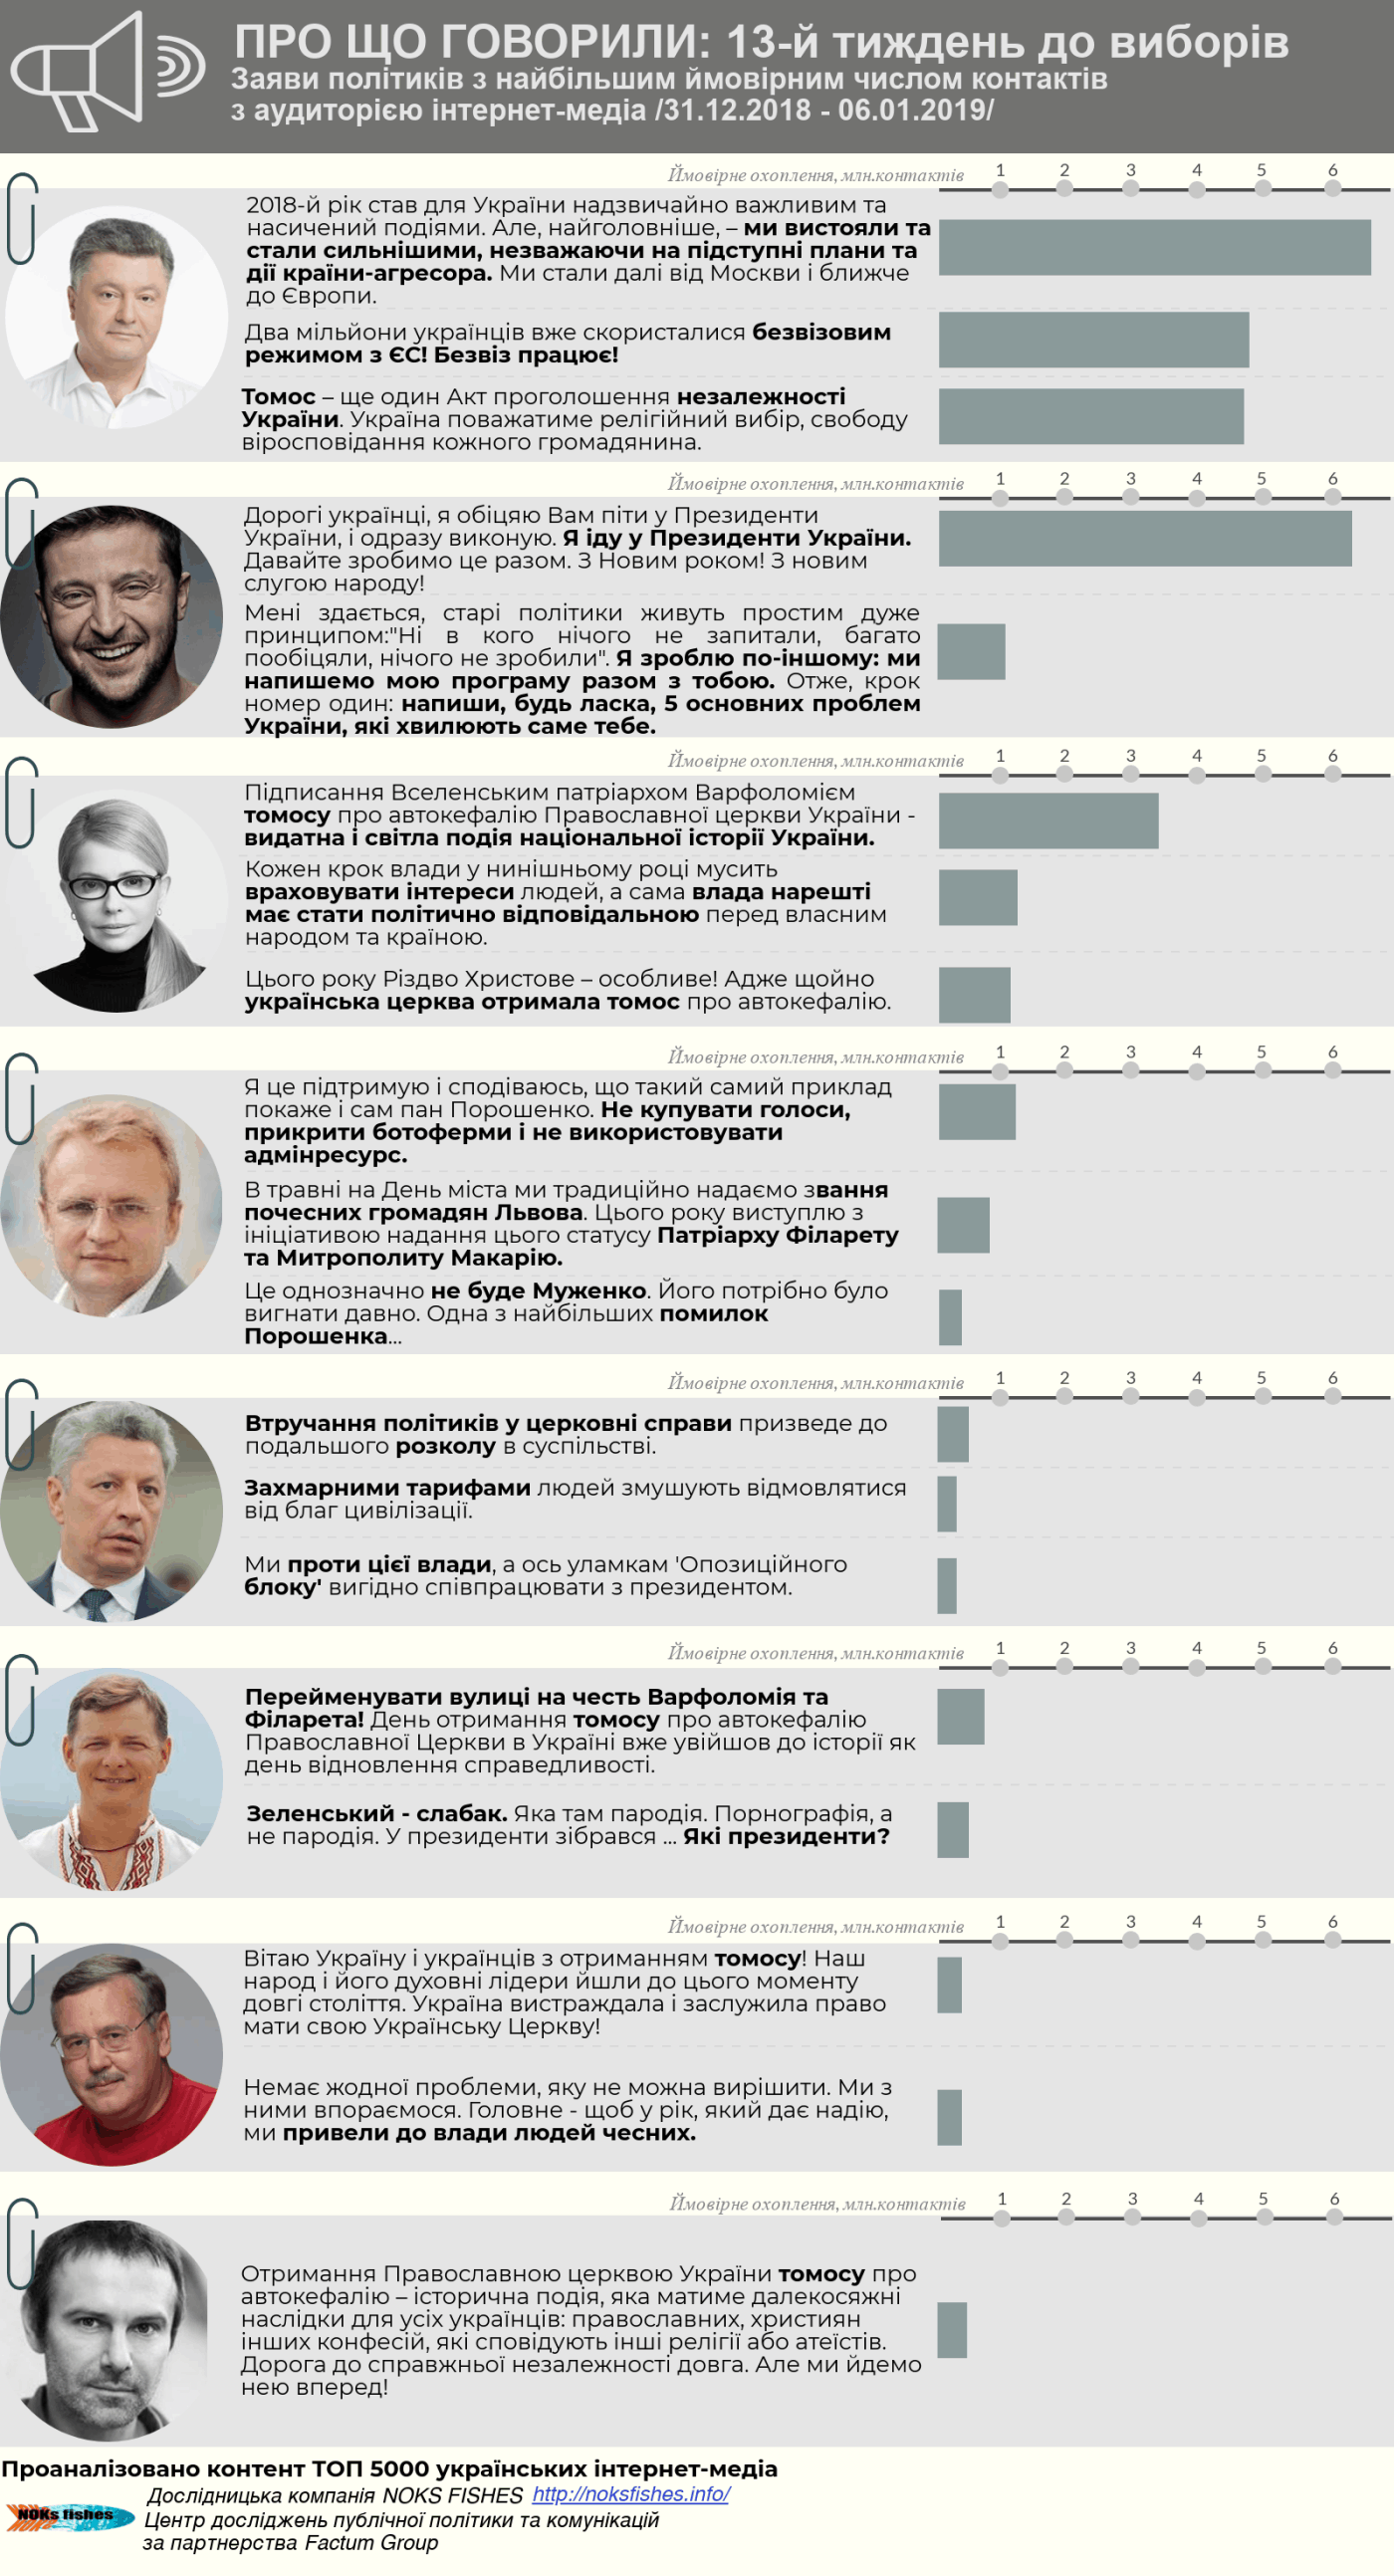 ПРО ЩО ГОВОРИЛИ: 13-й тиждень до виборів
Заяви політиків з найбільшим ймовірним числом контактів
з аудиторією інтернет-медіа /31.12.2018 - 06.01.2019/
Ймовірне охоплення, млн.контактів 1 2 3 4 5 6
2018-й рік став для України надзвичайно важливим та
насичений подіями. Але, найголовніше, – ми вистояли та
стали сильнішими, незважаючи на підступні плани та
дії країни-агресора. Ми стали далі від Москви і ближче
до Європи.
Два мільйони українців вже скористалися безвізовим
режимом з ЄС! Безвіз працює!
Томос – ще один Акт проголошення незалежності
України. Україна поважатиме релігійний вибір, свободу
віросповідання кожного громадянина.
Ймовірне охоплення, млн.контактів 1 2 3 4 5 6
Дорогі українці, я обіцяю Вам піти у Президенти
України, і одразу виконую. Я іду у Президенти України.
Давайте зробимо це разом. З Новим роком! З новим
слугою народу!
Мені здається, старі політики живуть простим дуже
принципом:"Ні в кого нічого не запитали, багато
пообіцяли, нічого не зробили". Я зроблю по-іншому: ми
напишемо мою програму разом з тобою. Отже, крок
номер один: напиши, будь ласка, 5 основних проблем
України, які хвилюють саме тебе.
Ймовірне охоплення, млн.контактів 1 2 3 4 5 6
Підписання Вселенським патріархом Варфоломієм
томосу про автокефалію Православної церкви України -
видатна і світла подія національної історії України.
Кожен крок влади у нинішньому році мусить
враховувати інтереси людей, а сама влада нарешті
має стати політично відповідальною перед власним
народом та країною.
Цього року Різдво Христове – особливе! Адже щойно
українська церква отримала томос про автокефалію.
Ймовірне охоплення, млн.контактів 1 2 3 4 5 6
Я це підтримую і сподіваюсь, що такий самий приклад
покаже і сам пан Порошенко. Не купувати голоси,
прикрити ботоферми і не використовувати
адмінресурс.
В травні на День міста ми традиційно надаємо звання
почесних громадян Львова. Цього року виступлю з
ініціативою надання цього статусу Патріарху Філарету
та Митрополиту Макарію.
Це однозначно не буде Муженко. Його потрібно було
вигнати давно. Одна з найбільших помилок
Порошенка...
Ймовірне охоплення, млн.контактів 1 2 3 4 5 6
Втручання політиків у церковні справи призведе до
подальшого розколу в суспільстві.
Захмарними тарифами людей змушують відмовлятися
від благ цивілізації.
Ми проти цієї влади, а ось уламкам 'Опозиційного
блоку' вигідно співпрацювати з президентом.
Ймовірне охоплення, млн.контактів 1 2 3 4 5 6
Перейменувати вулиці на честь Варфоломія та
Філарета! День отримання томосу про автокефалію
Православної Церкви в Україні вже увійшов до історії як
день відновлення справедливості.
Зеленський - слабак. Яка там пародія. Порнографія, а
не пародія. У президенти зібрався ... Які президенти?
Ймовірне охоплення, млн.контактів 1 2 3 4 5 6
Вітаю Україну і українців з отриманням томосу! Наш
народ і його духовні лідери йшли до цього моменту
довгі століття. Україна вистраждала і заслужила право
мати свою Українську Церкву!
Немає жодної проблеми, яку не можна вирішити. Ми з
ними впораємося. Головне - щоб у рік, який дає надію,
ми привели до влади людей чесних.
Ймовірне охоплення, млн.контактів 1 2 3 4 5 6
Отримання Православною церквою України томосу про
автокефалію – історична подія, яка матиме далекосяжні
наслідки для усіх українців: православних, християн
інших конфесій, які сповідують інші релігії або атеїстів.
Дорога до справжньої незалежності довга. Але ми йдемо
нею вперед!
Проаналізовано контент ТОП 5000 українських інтернет-медіа
Дослідницька компанія NOKS FISHES http://noksfishes.info/
NOKs fishes
Центр досліджень публічної політики та комунікацій
за партнерства Factum Group